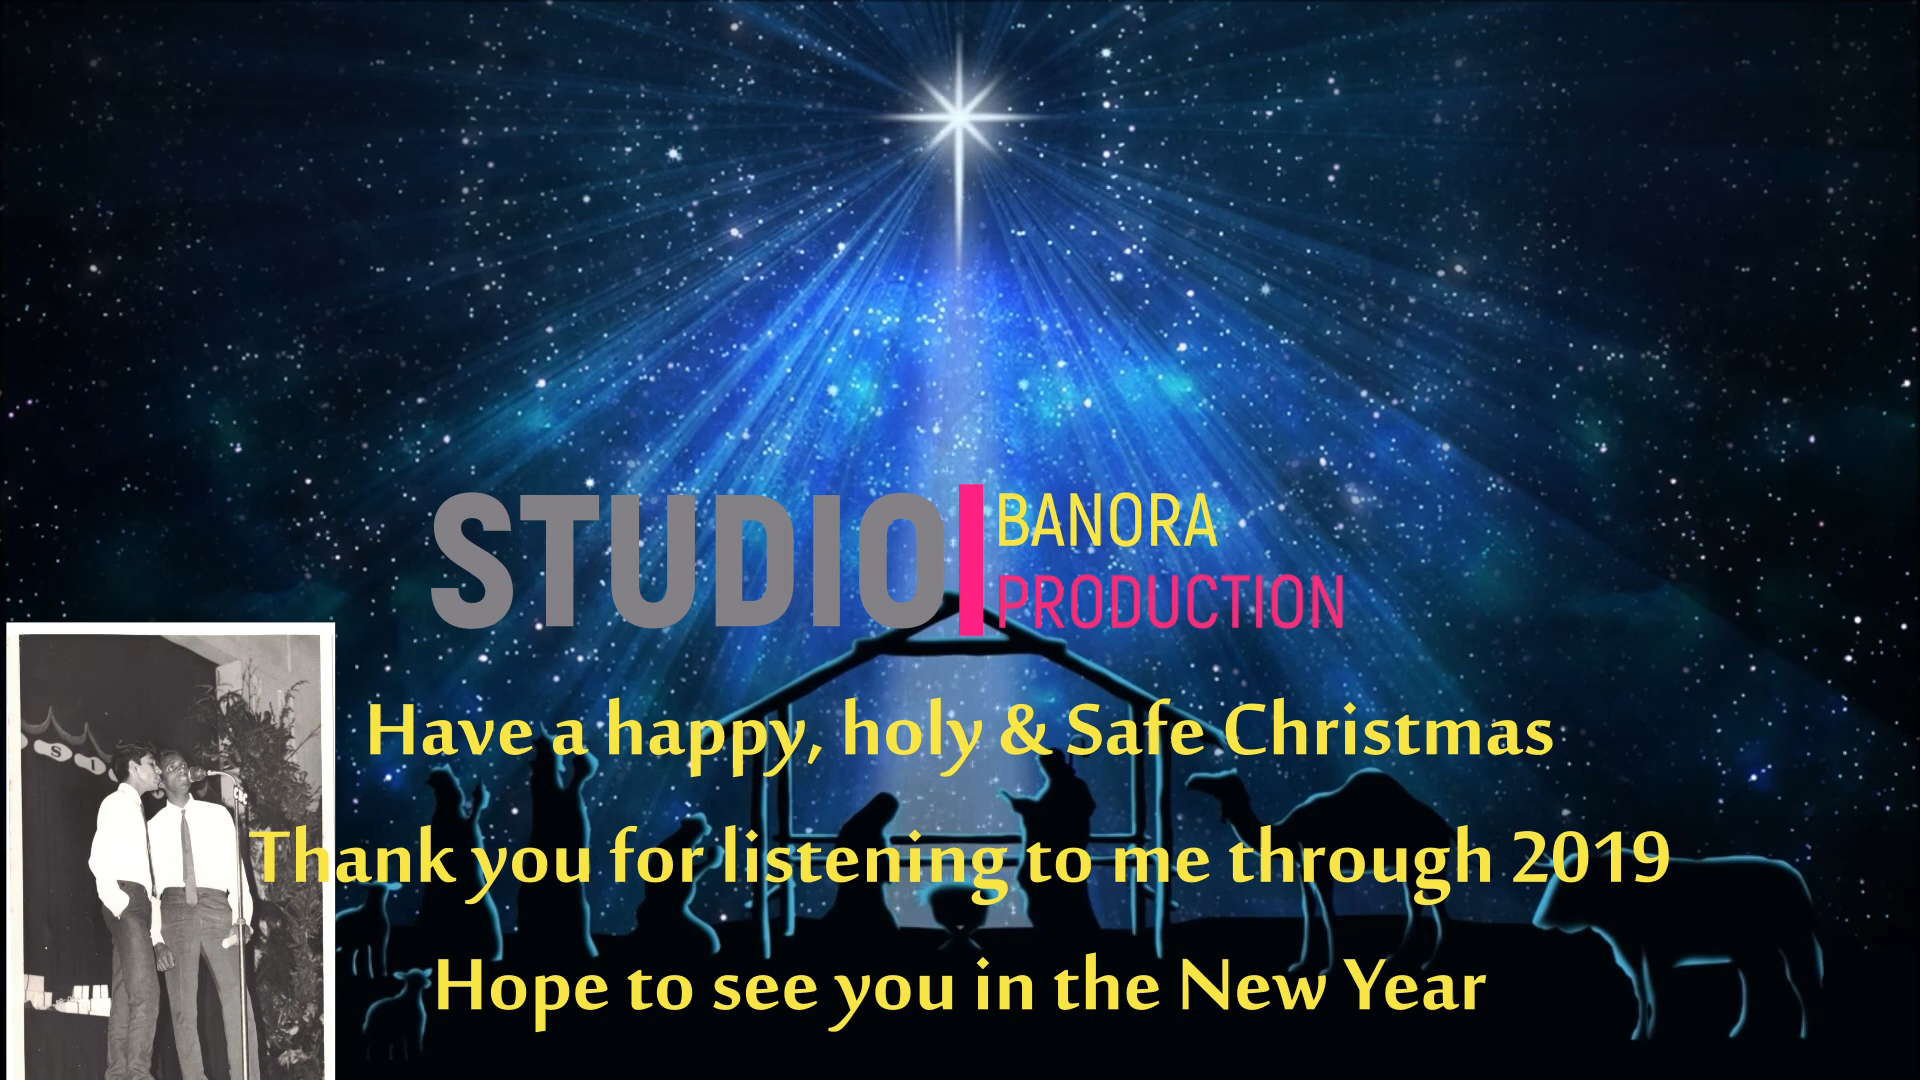 STUDIO
BANORA
PRODUCTION
Have a happy, holy & Safe Christmas
Thank you for listening to me through 2019
Hope to see you in the New Year